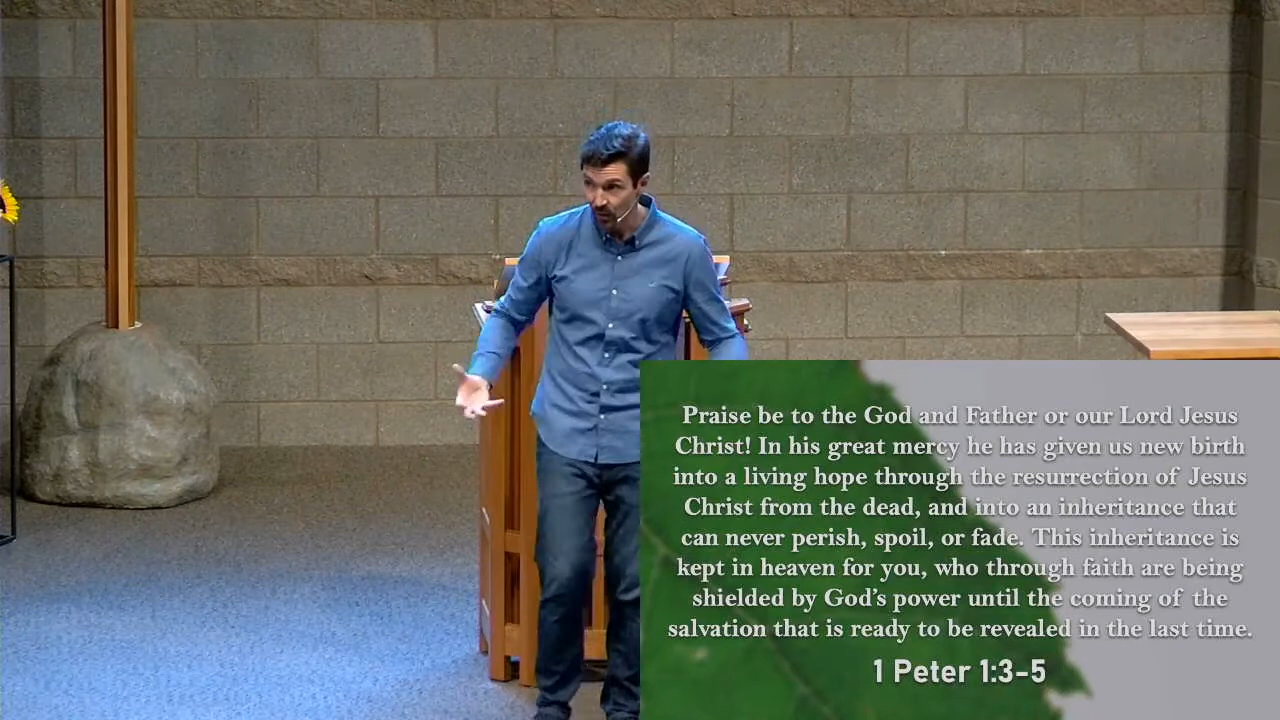 Praise be to the God and Father or our Lord Jesus
Christ! In his great mercy he has given us new birth
into a living hope through the resurrection of Jesus
Christ from the dead, and into an inheritance that
can never perish, spoil, or fade. This inheritance is
kept in heaven for you, who through faith are being
shielded by God’s power until the coming of the
salvation that is ready to be revealed in the last time.
1 Peter 1:3-5